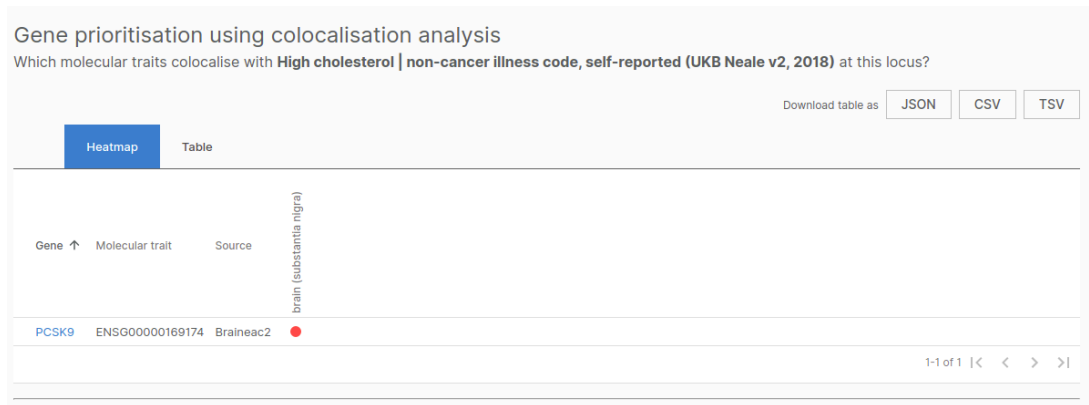 Gene prioritisation using colocalisation analysis
Which molecular traits colocalise with High cholesterol | non-cancer illness code, self-reported (UKB Neale v2, 2018) at this locus?
Download table as JSON CSV TSV
Heatmap Table
Gene ↑ Molecular trait Source brain (substantia nigra)
PCSK9 ENSG00000169174 Braineac2
1-1 of 1